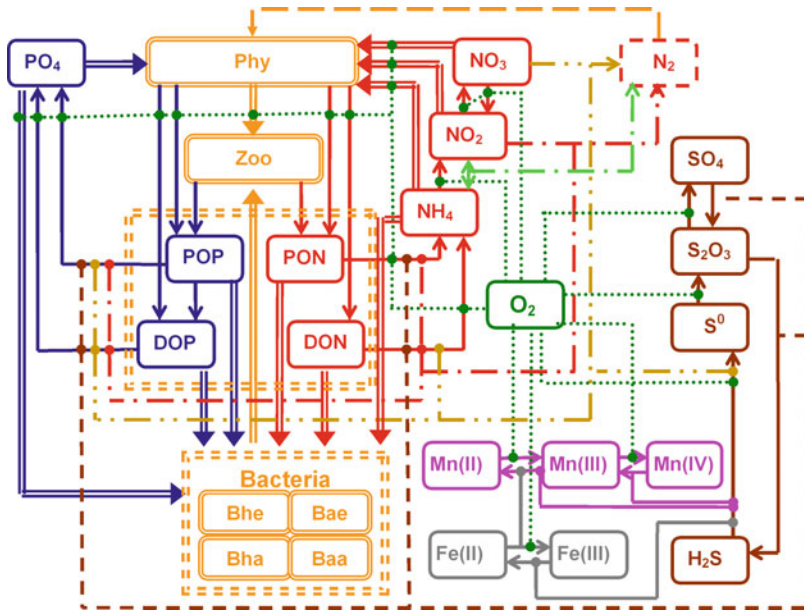 PO₄
Phy
NO₃
N₂
NO₂
Zoo
SO₄
NH₄
POP
PON
S₂O₃
O₂
S⁰
DOP
DON
Bacteria
Mn(II)
Mn(III)
Mn(IV)
Bhe
Bae
Bha
Baa
Fe(II)
Fe(III)
H₂S